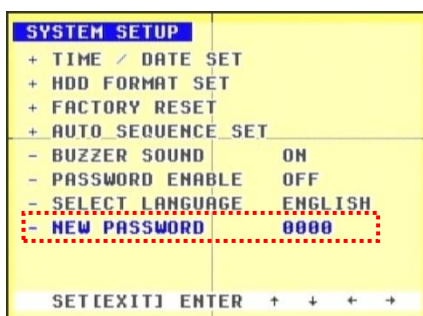 SYSTEM SETUP
+ TIME / DATE SET
+ HDD FORMAT SET
+ FACTORY RESET
+ AUTO SEQUENCE SET
- BUZZER SOUND ON
- PASSWORD ENABLE OFF
- SELECT LANGUAGE ENGLISH
- NEW PASSWORD 0000
SET[EXIT] ENTER ↑ ↓ ← →